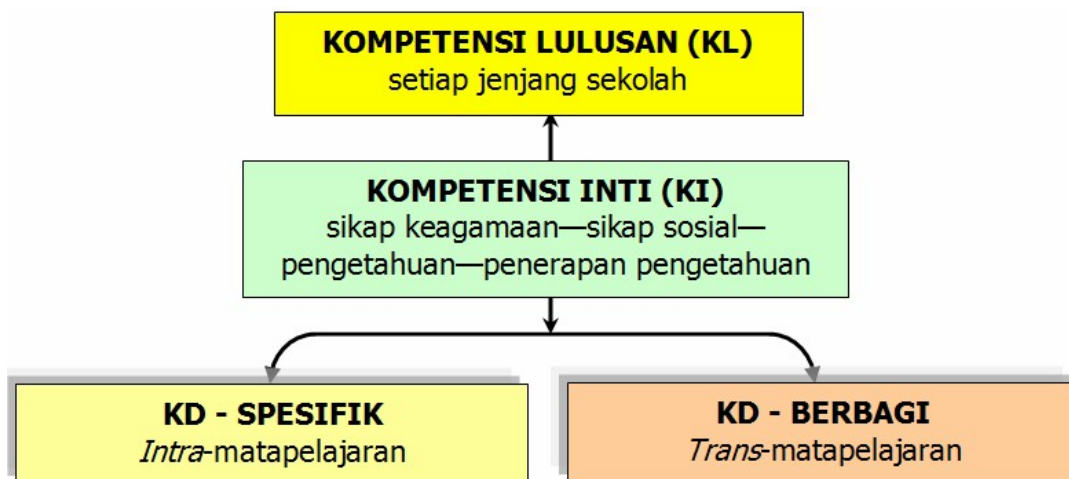 KOMPETENSI LULUSAN (KL)
setiap jenjang sekolah
KOMPETENSI INTI (KI)
sikap keagamaan—sikap sosial—
pengetahuan—penerapan pengetahuan
KD - SPESIFIK
Intra-matapelajaran
KD - BERBAGI
Trans-matapelajaran